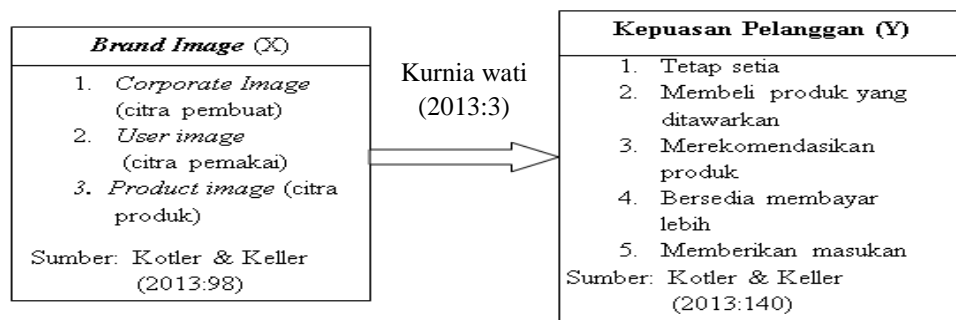 Brand Image (X)
1. Corporate Image
(citra pembuat)
2. User image
(citra pemakai)
3. Product image (citra
produk)
Sumber: Kotler & Keller
(2013:98)
Kurnia wati
(2013:3)
Kepuasan Pelanggan (Y)
1. Tetap setia
2. Membeli produk yang
ditawarkan
3. Merekomendasikan
produk
4. Bersedia membayar
lebih
5. Memberikan masukan
Sumber: Kotler & Keller
(2013:140)